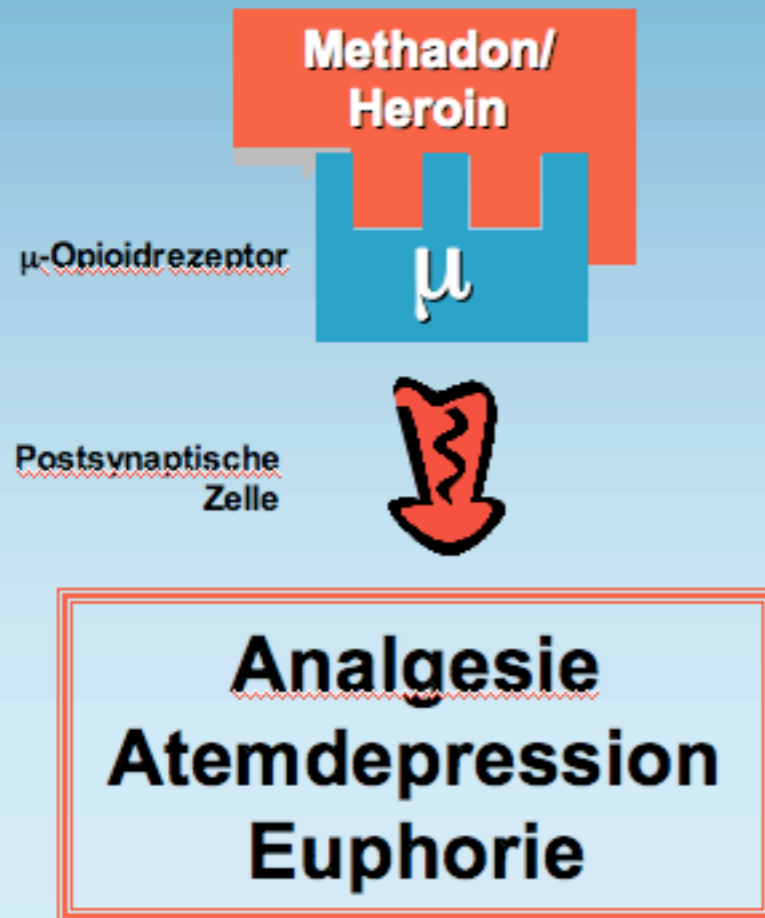 Methadon/
Heroin
μ-Opioidrezeptor
μ
Postsynaptische
Zelle
Analgesie
Atemdepression
Euphorie